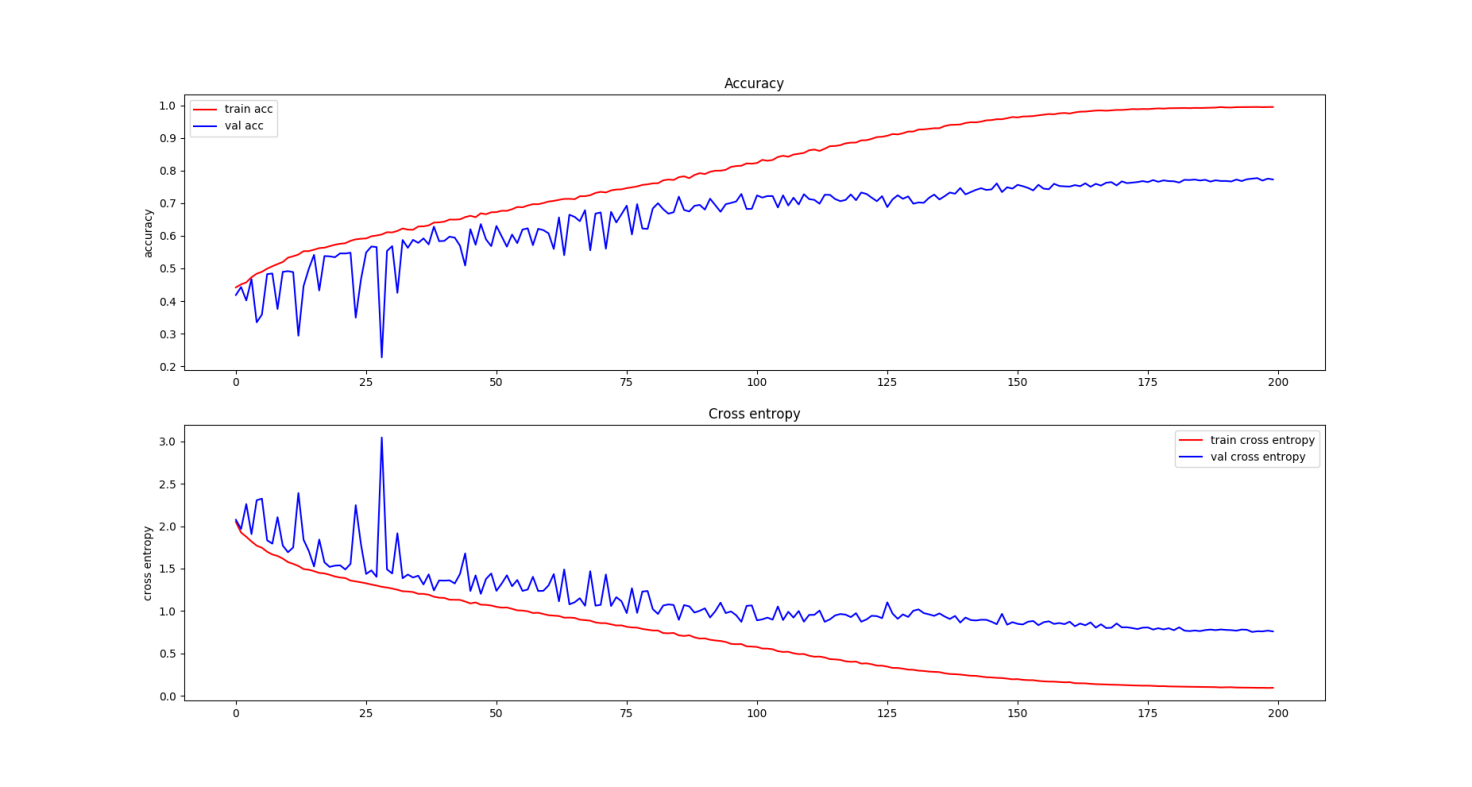 Accuracy
1.0
0.9
0.8
0.7
0.6
0.5
0.4
0.3
0.2
accuracy
train acc
val acc
0 25 50 75 100 125 150 175 200
Cross entropy
3.0
2.5
2.0
1.5
1.0
0.5
0.0
cross entropy
train cross entropy
val cross entropy
0 25 50 75 100 125 150 175 200